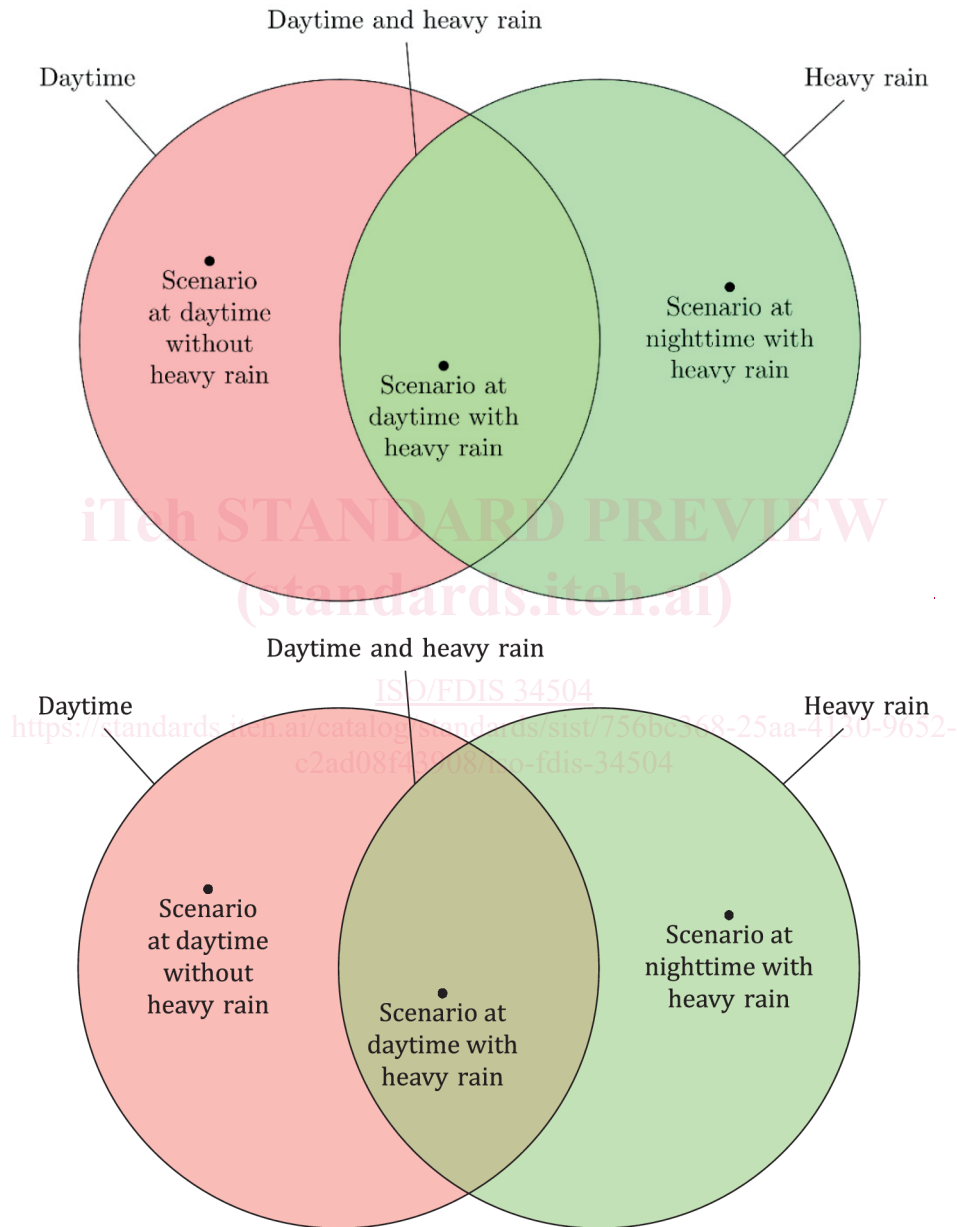 Daytime and heavy rain
Daytime
Heavy rain
Scenario
at daytime
without
heavy rain
Scenario at
nighttime with
heavy rain
Scenario at
daytime with
heavy rain
iTeh STANDARD PREVIEW
(standards.iteh.ai)
Daytime and heavy rain
ISO/FDIS 34504
Daytime
Heavy rain
https://standards.iteh.ai/catalog/standards/sist/756bc368-25aa-4130-9652-
c2ad08f43908/iso-fdis-34504
Scenario
at daytime
without
heavy rain
Scenario at
nighttime with
heavy rain
Scenario at
daytime with
heavy rain